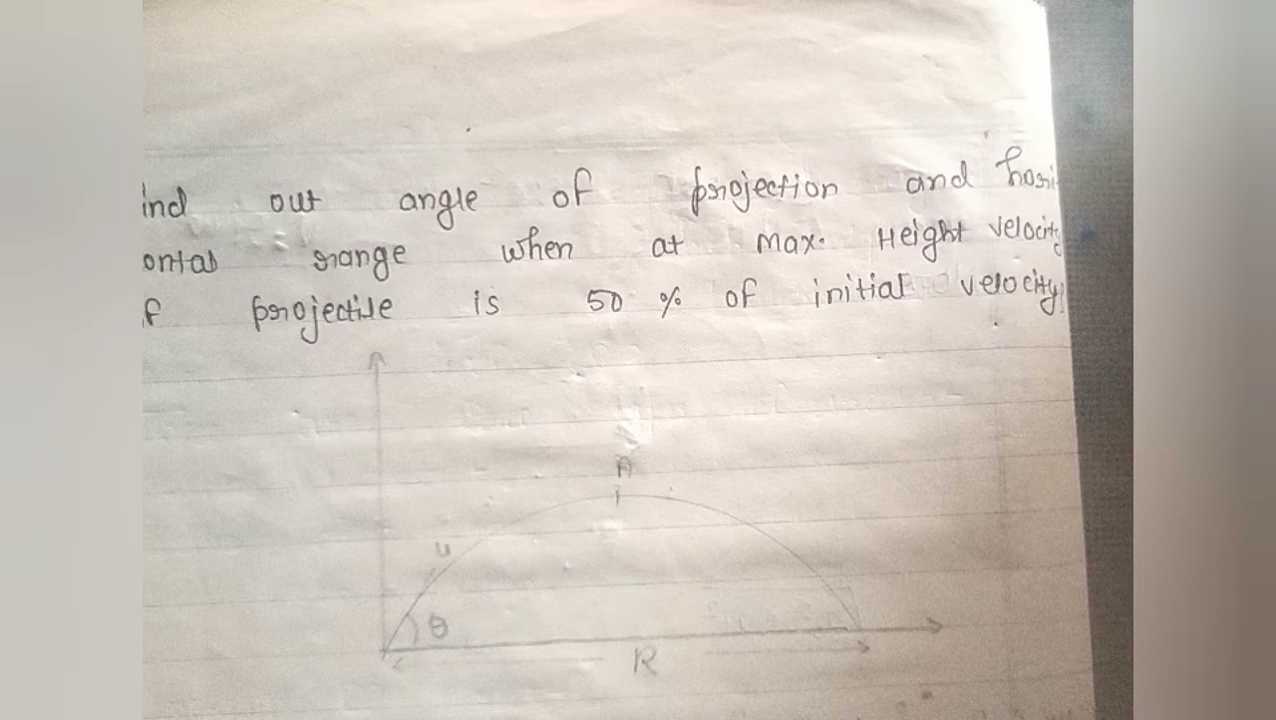 ind out angle of projection and hori
ontal range when at max. Height velocity
f projectile is 50 % of initial velocity
A
u
θ
R